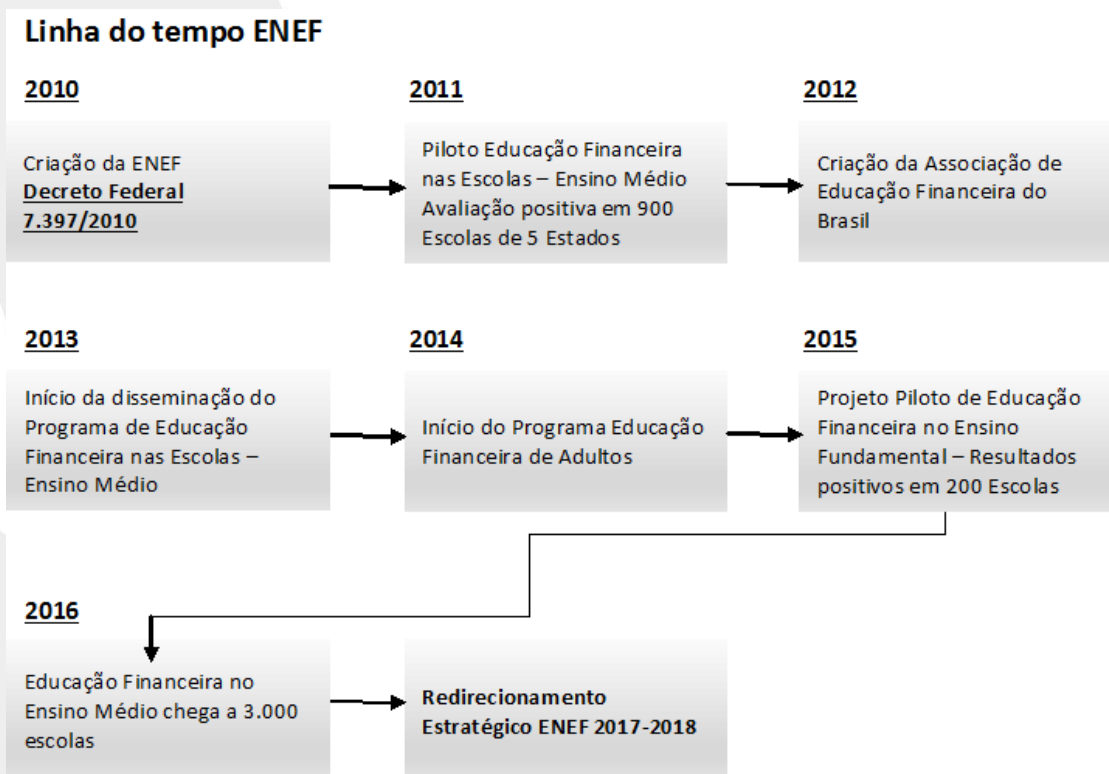 Linha do tempo ENEF
2010
Criação da ENEF
Decreto Federal
7.397/2010
2011
Piloto Educação Financeira
nas Escolas – Ensino Médio
Avaliação positiva em 900
Escolas de 5 Estados
2012
Criação da Associação de
Educação Financeira do
Brasil
2013
Início da disseminação do
Programa de Educação
Financeira nas Escolas –
Ensino Médio
2014
Início do Programa Educação
Financeira de Adultos
2015
Projeto Piloto de Educação
Financeira no Ensino
Fundamental – Resultados
positivos em 200 Escolas
2016
Educação Financeira no
Ensino Médio chega a 3.000
escolas
Redirecionamento
Estratégico ENEF 2017-2018